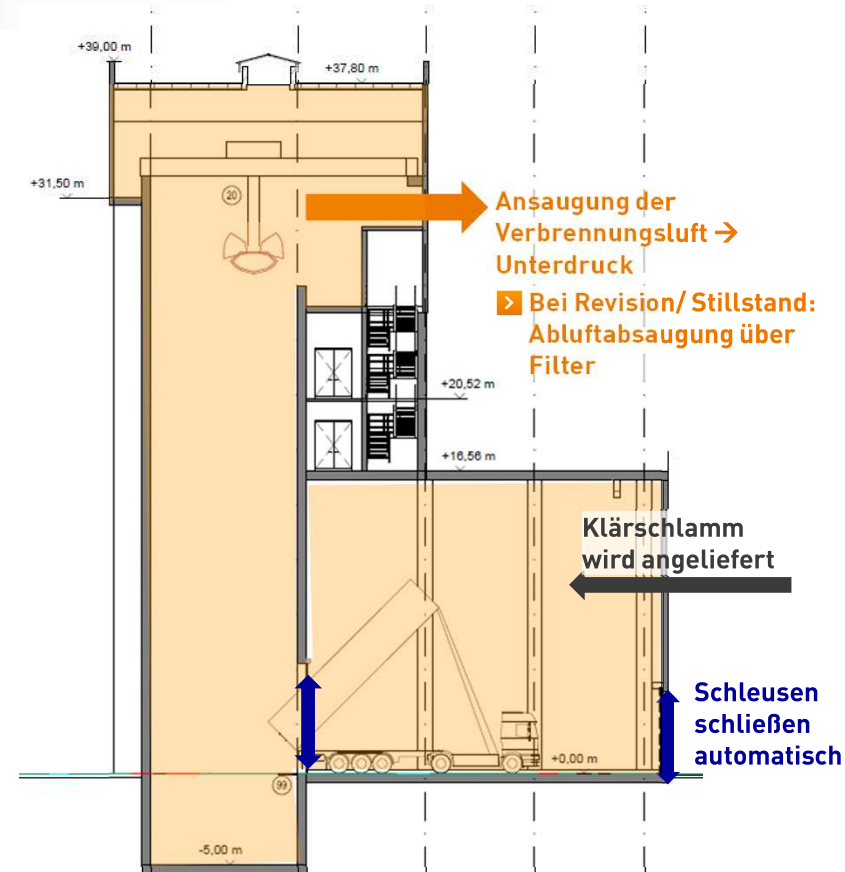 +39,00 m
+37,80 m
+31,50 m
20
Ansaugung der
Verbrennungsluft →
Unterdruck
Bei Revision/ Stillstand:
Abluftabsaugung über
Filter
+20,52 m
+16,56 m
Klärschlamm
wird angeliefert
Schleusen
schließen
automatisch
+0,00 m
99
-5,00 m